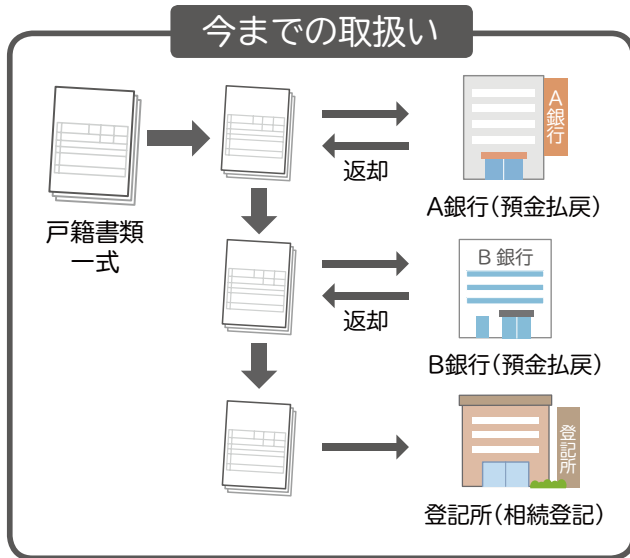 今までの取扱い
戸籍書類
一式
返却
A銀行
A銀行(預金払戻)
返却
B 銀行
B銀行(預金払戻)
登記所
登記所(相続登記)